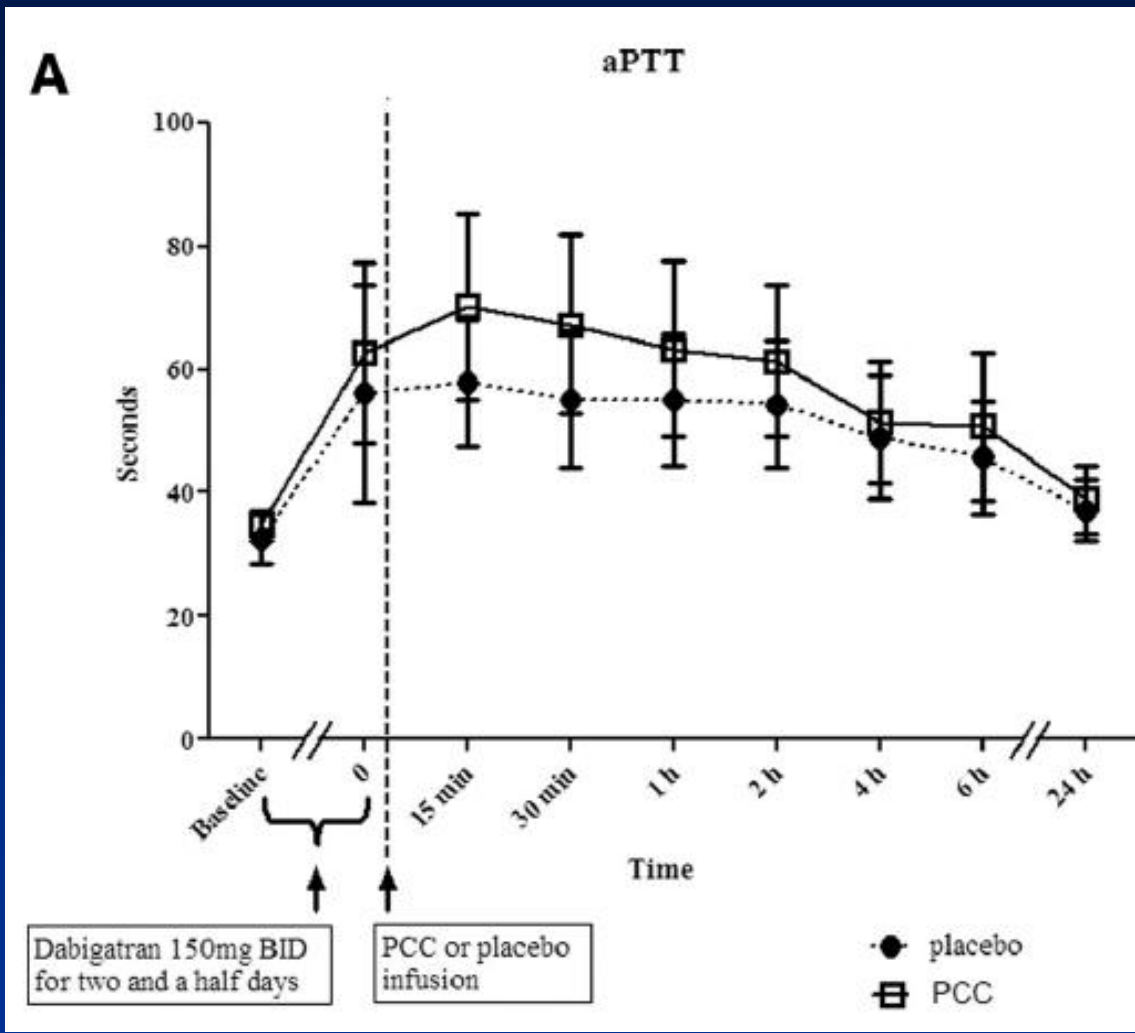 A
aPTT
100
80
60
40
20
0
Seconds
Baseline
0
15 min
30 min
1 h
2 h
4 h
6 h
24 h
Time
Dabigatran 150mg BID
for two and a half days
PCC or placebo
infusion
placebo
PCC